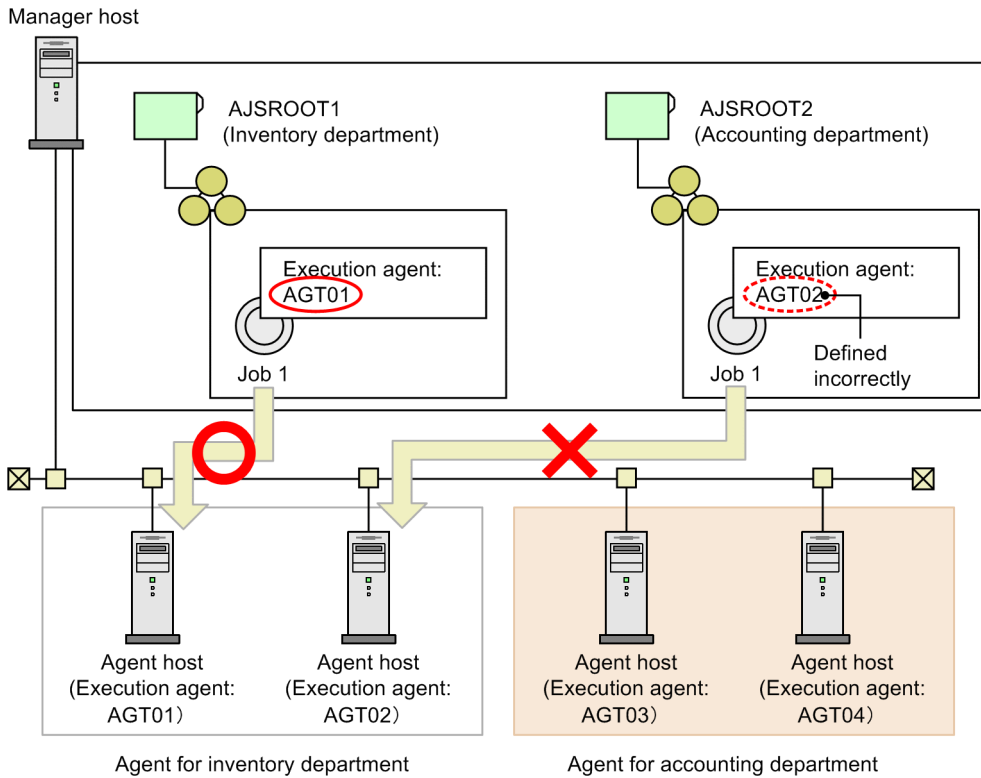 Manager host
AJSROOT1
(Inventory department)
AJSROOT2
(Accounting department)
Execution agent:
AGT01
Job 1
Execution agent:
AGT02
Defined
incorrectly
Job 1
Agent host
(Execution agent:
AGT01)
Agent host
(Execution agent:
AGT02)
Agent host
(Execution agent:
AGT03)
Agent host
(Execution agent:
AGT04)
Agent for inventory department
Agent for accounting department